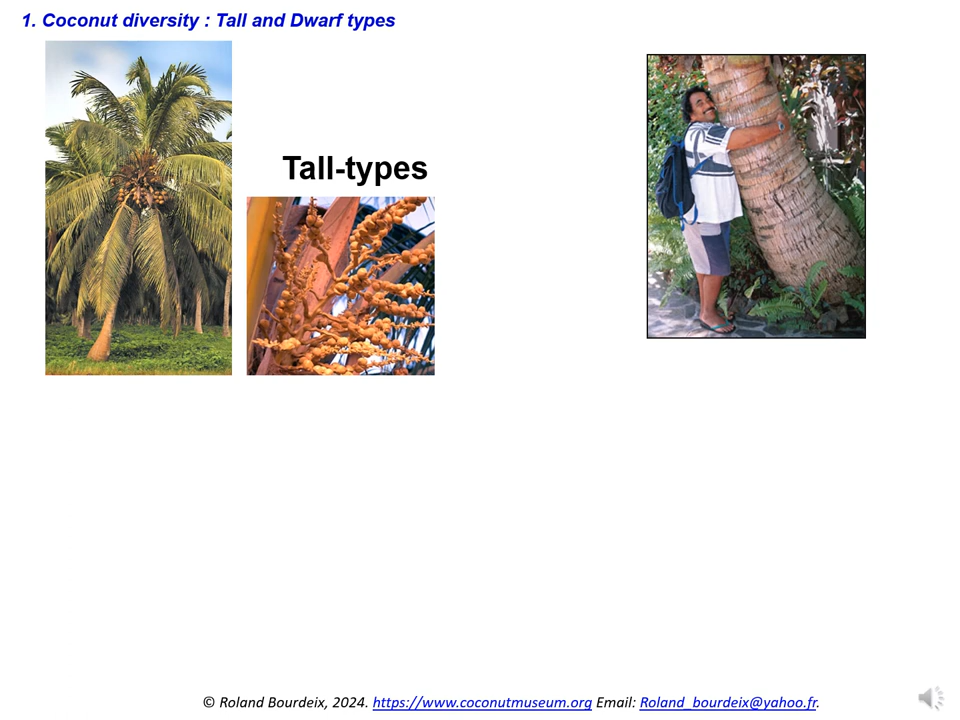 1. Coconut diversity : Tall and Dwarf types
Tall-types
© Roland Bourdeix, 2024. https://www.coconutmuseum.org Email: Roland_bourdeix@yahoo.fr.